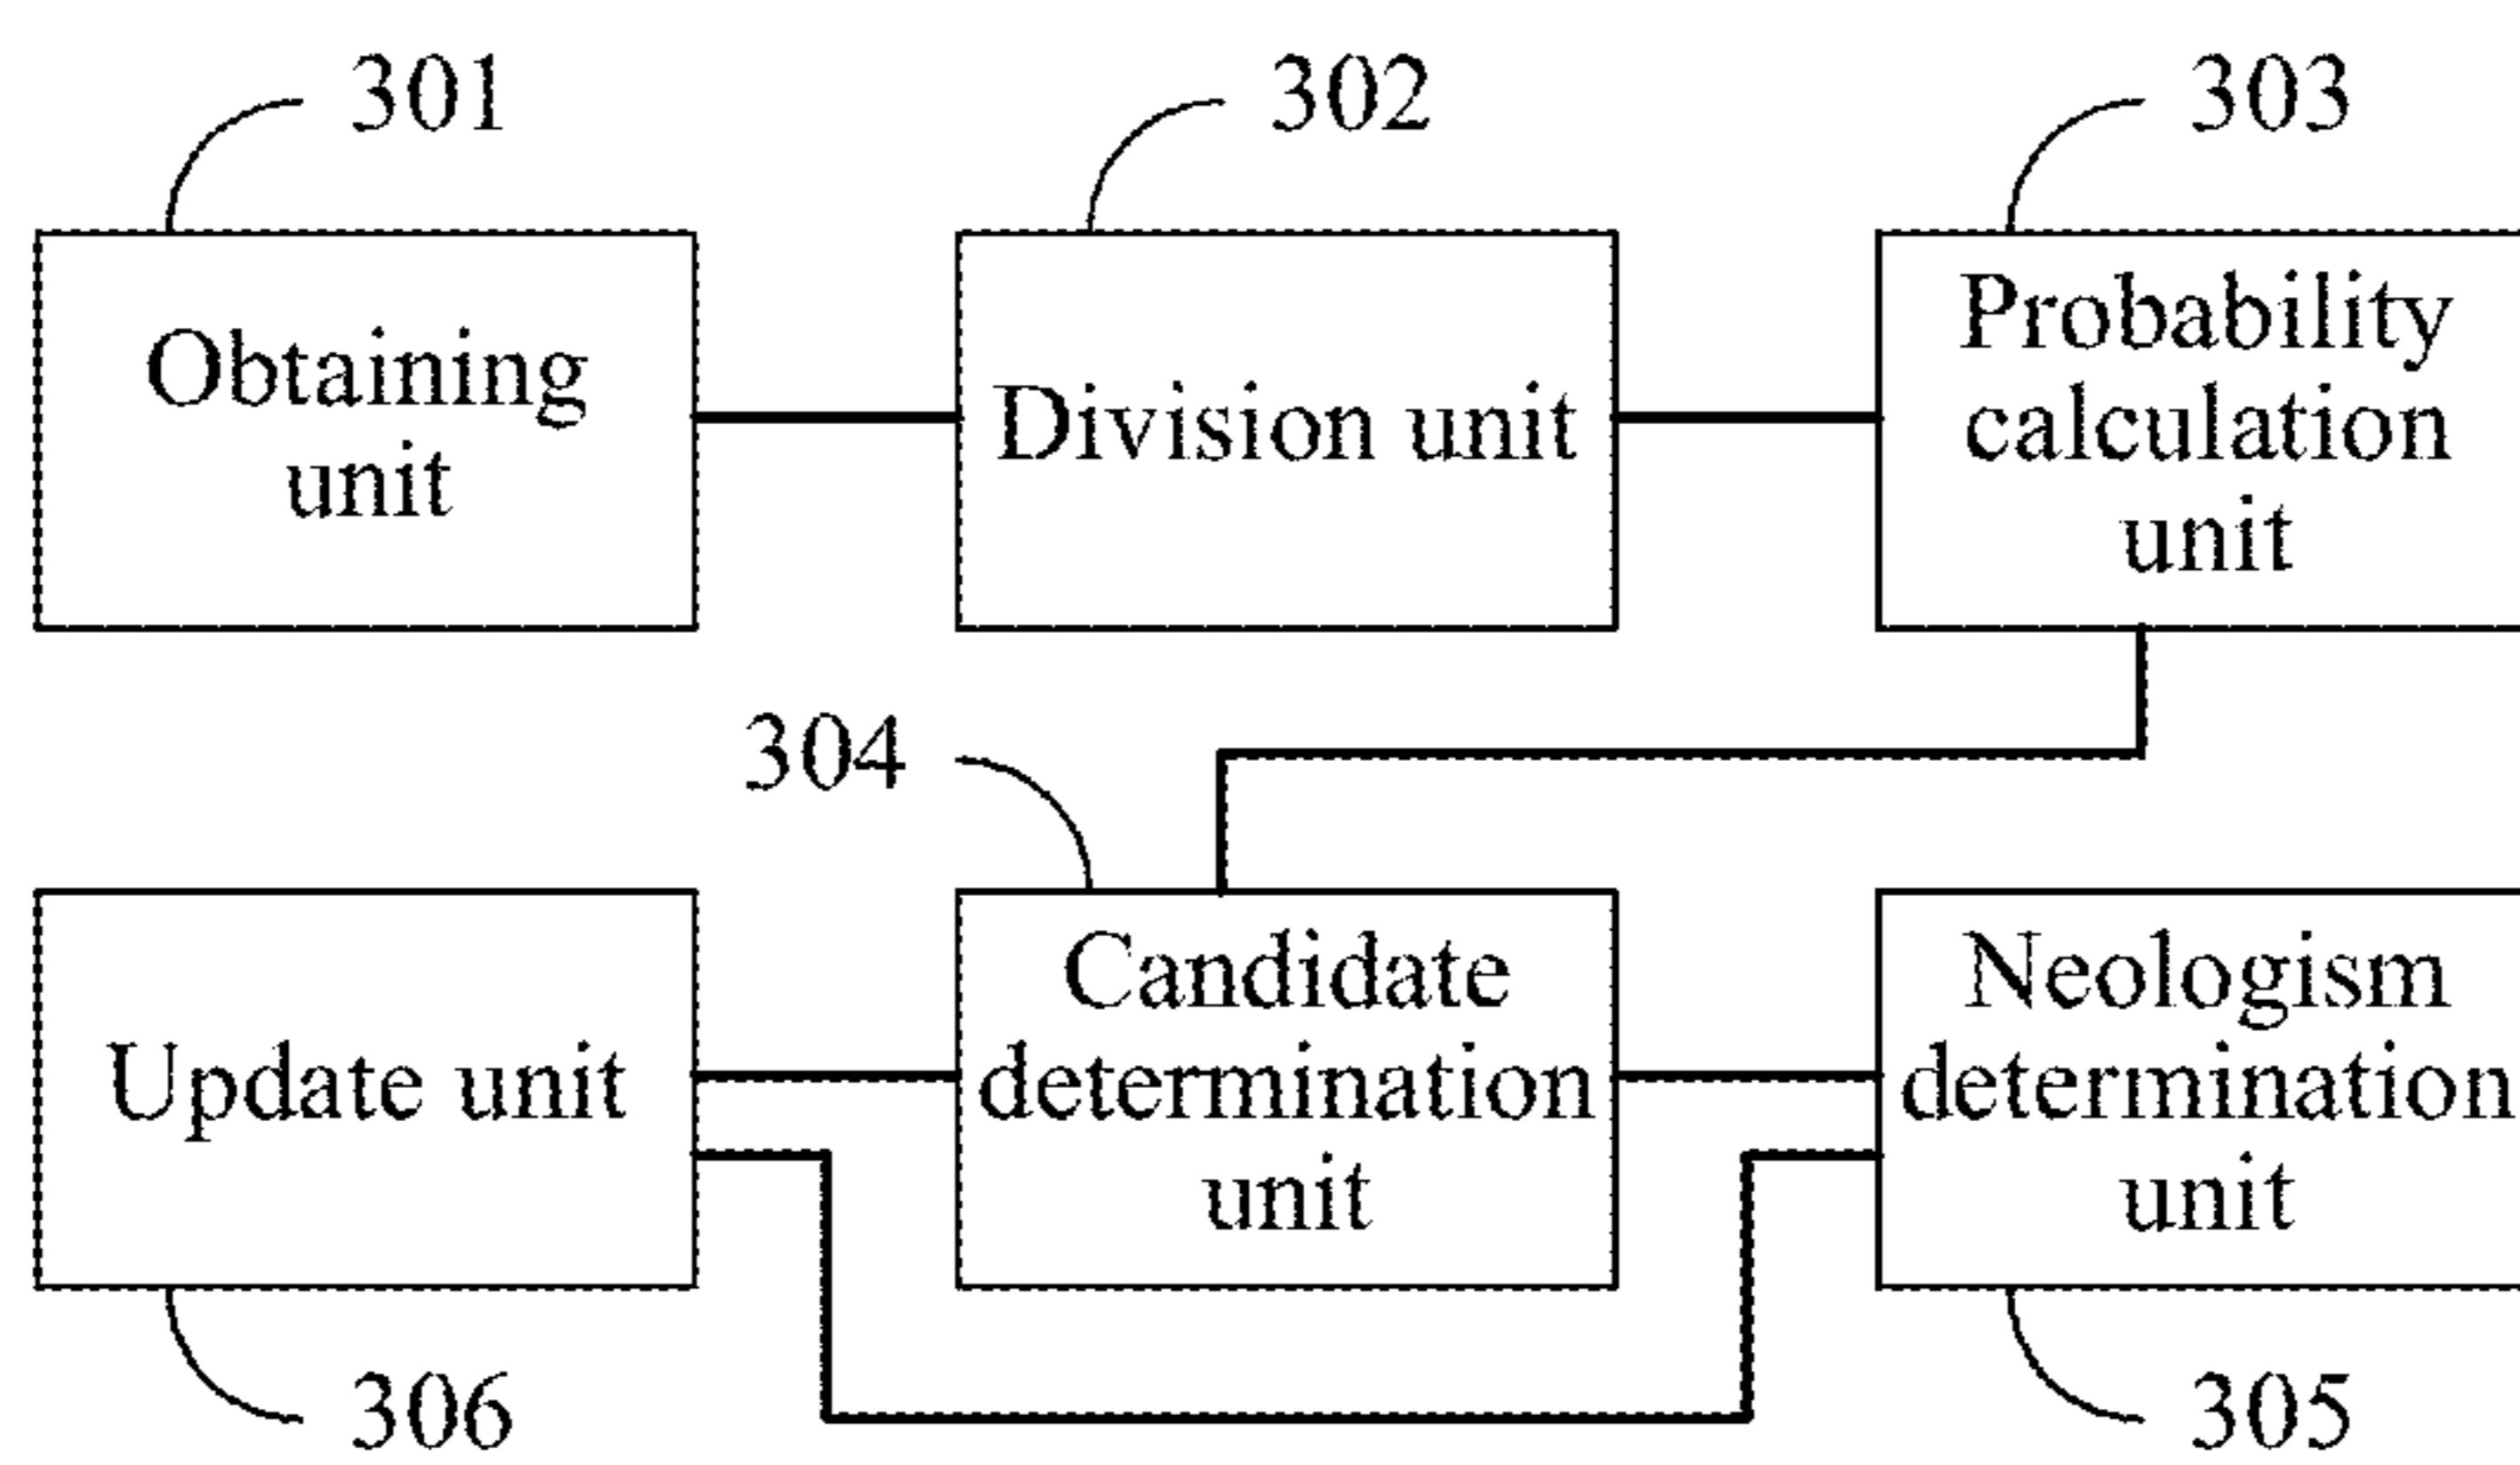 301
302
303
Obtaining
unit
Division unit
Probability
calculation
unit
304
Update unit
Candidate
determination
unit
Neologism
determination
unit
306
305